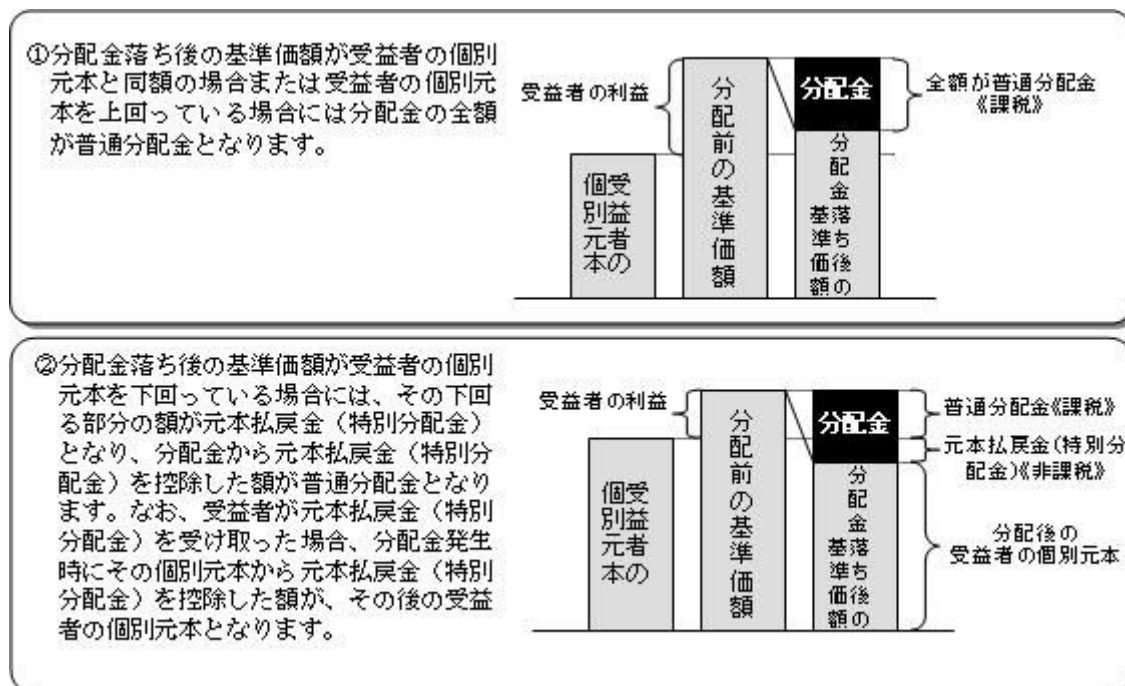 ①分配金落ち後の基準価額が受益者の個別
元本と同額の場合または受益者の個別元
本を上回っている場合には分配金の全額
が普通分配金となります。
受益者の利益
個別元本
受益者の
分配前の基準価額
分配金
分配金落ち後の
基準価額
全額が普通分配金
《課税》
②分配金落ち後の基準価額が受益者の個別
元本を下回っている場合には、その下回
る部分の額が元本払戻金（特別分配金）
となり、分配金から元本払戻金（特別分
配金）を控除した額が普通分配金となり
ます。なお、受益者が元本払戻金（特別
分配金）を受け取った場合、分配金発生
時にその個別元本から元本払戻金（特別
分配金）を控除した額が、その後の受益
者の個別元本となります。
受益者の利益
受益者の
個別元本
分配前の基準価額
分配金
分配金落ち後の
基準価額
普通分配金《課税》
元本払戻金（特別分
配金）《非課税》
分配後の
受益者の個別元本